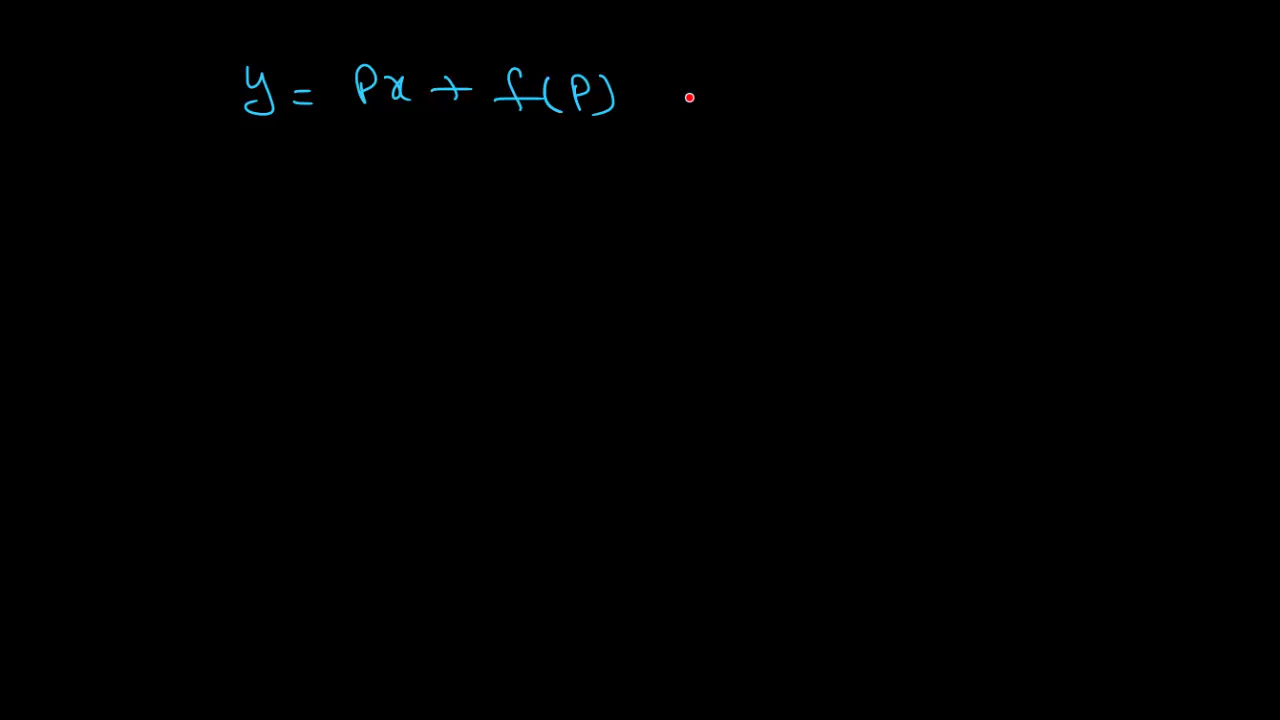 y = Px + f(P)